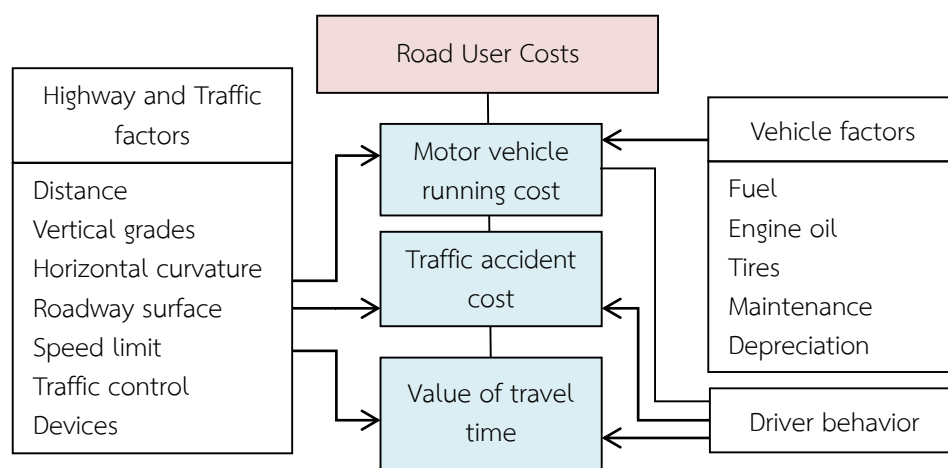 Road User Costs
Highway and Traffic
factors
Distance
Vertical grades
Horizontal curvature
Roadway surface
Speed limit
Traffic control
Devices
Motor vehicle
running cost
Traffic accident
cost
Value of travel
time
Vehicle factors
Fuel
Engine oil
Tires
Maintenance
Depreciation
Driver behavior